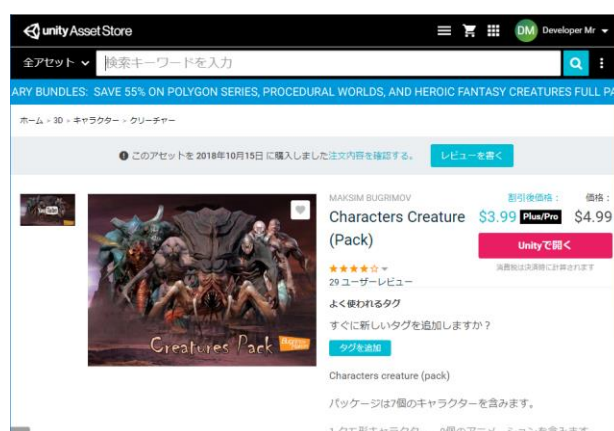 unity Asset Store
DM Developer Mr
全アセット 検索キーワードを入力
ARY BUNDLES: SAVE 55% ON POLYGON SERIES, PROCEDURAL WORLDS, AND HEROIC FANTASY CREATURES FULL PA
ホーム > 3D > キャラクター > クリーチャー
このアセットを 2018年10月15日 に購入しました注文内容を確認する。 レビューを書く
MAKSIM BUGRIMOV
Characters Creature
(Pack)
29 ユーザーレビュー
割引後価格: 価格:
$3.99 Plus/Pro $4.99
Unityで開く
消費税は決済時に計算されます
よく使われるタグ
すぐに新しいタグを追加しますか?
タグを追加
Characters creature (pack)
パッケージは7個のキャラクターを含みます。
Creatures Pack